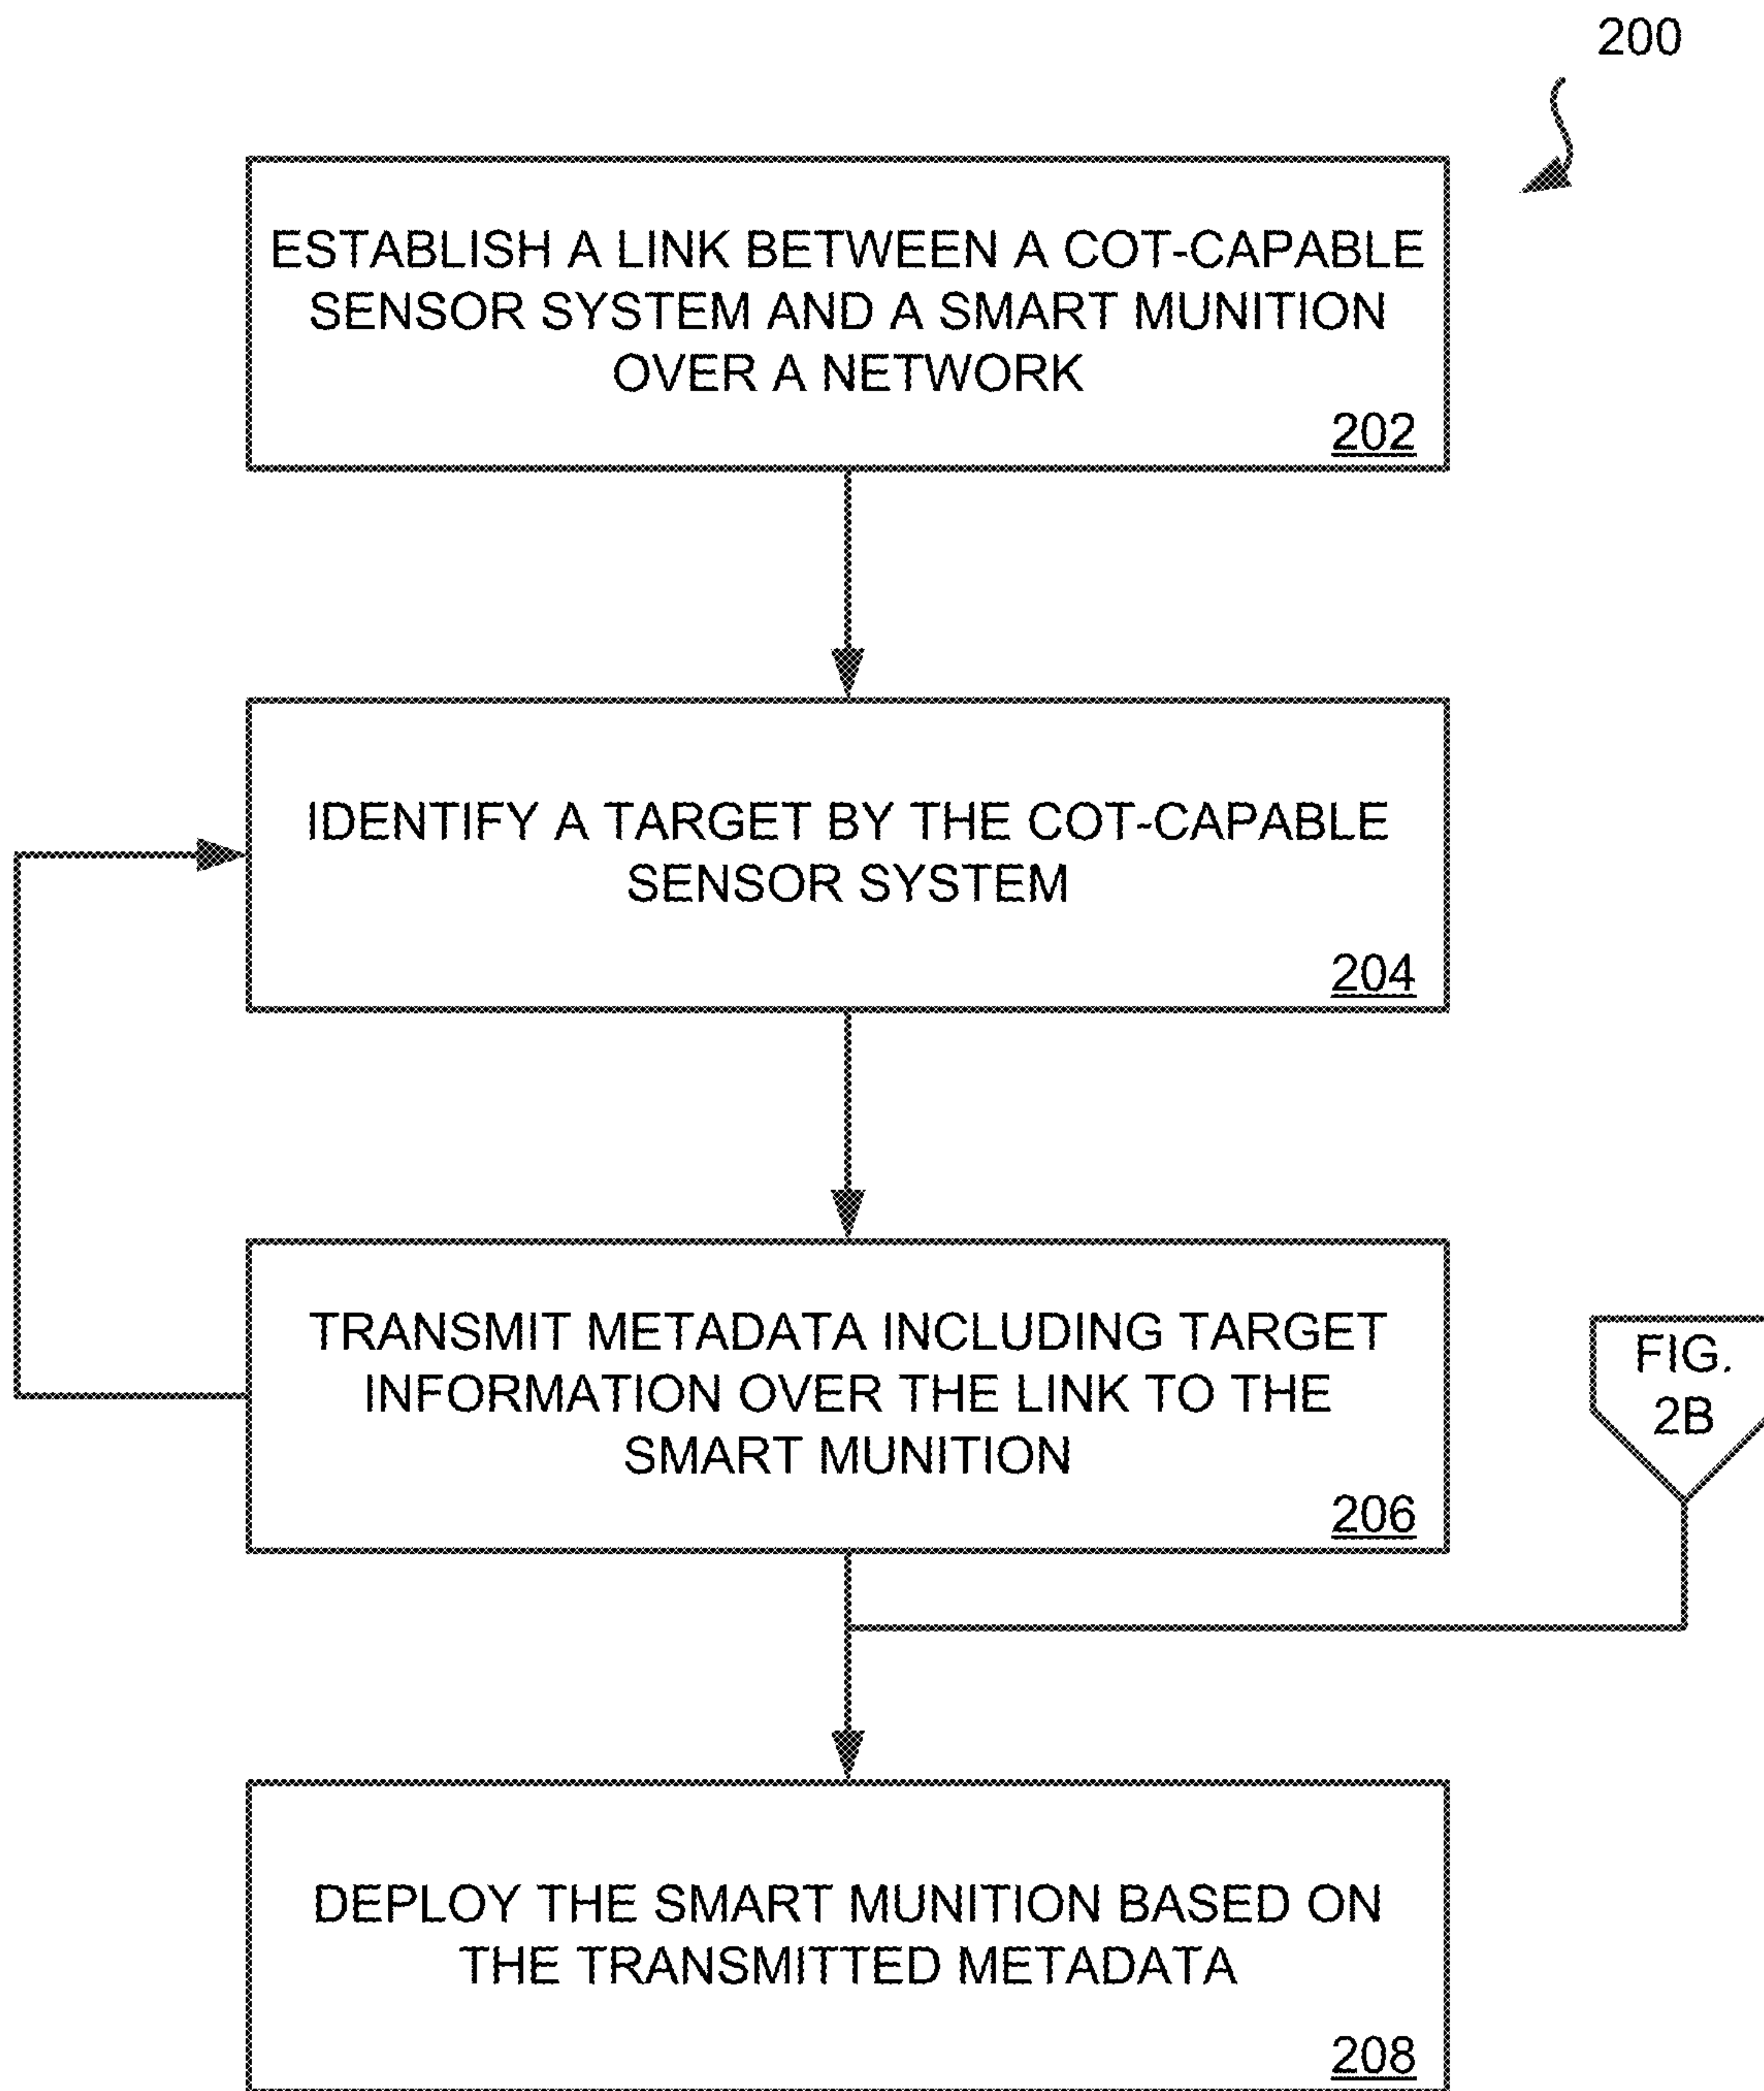 200
ESTABLISH A LINK BETWEEN A COT-CAPABLE
SENSOR SYSTEM AND A SMART MUNITION
OVER A NETWORK
202
IDENTIFY A TARGET BY THE COT-CAPABLE
SENSOR SYSTEM
204
TRANSMIT METADATA INCLUDING TARGET
INFORMATION OVER THE LINK TO THE
SMART MUNITION
206
FIG.
2B
DEPLOY THE SMART MUNITION BASED ON
THE TRANSMITTED METADATA
208